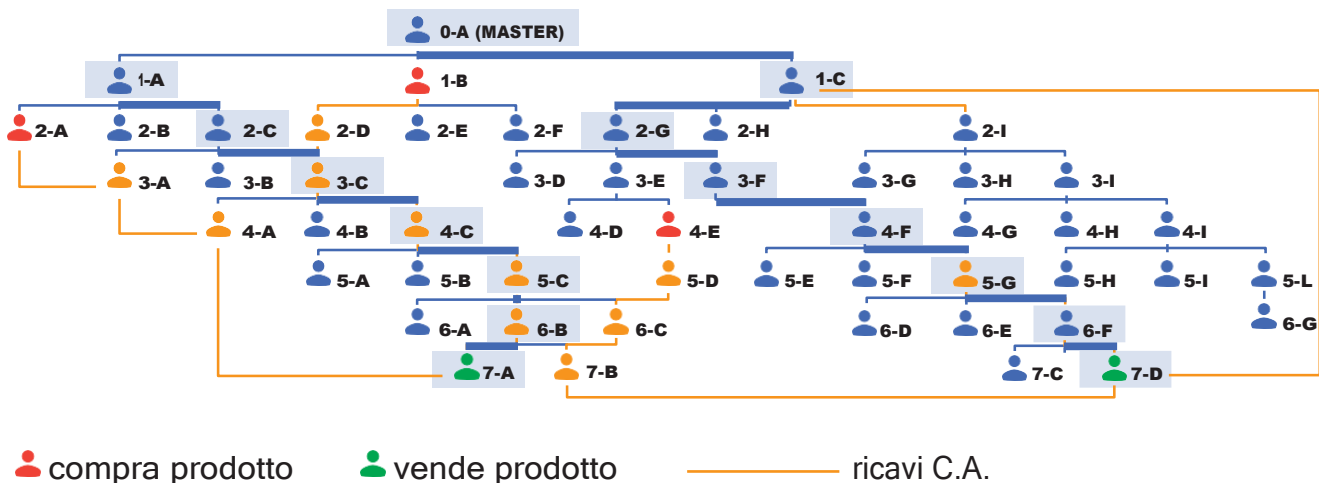 0-A (MASTER)
1-A 1-B 1-C
2-A 2-B 2-C 2-D 2-E 2-F 2-G 2-H 2-I
3-A 3-B 3-C 3-D 3-E 3-F 3-G 3-H 3-I
4-A 4-B 4-C 4-D 4-E 4-F 4-G 4-H 4-I
5-A 5-B 5-C 5-D 5-E 5-F 5-G 5-H 5-I 5-L
6-A 6-B 6-C 6-D 6-E 6-F 6-G
7-A 7-B 7-C 7-D
compra prodotto vende prodotto ricavi C.A.